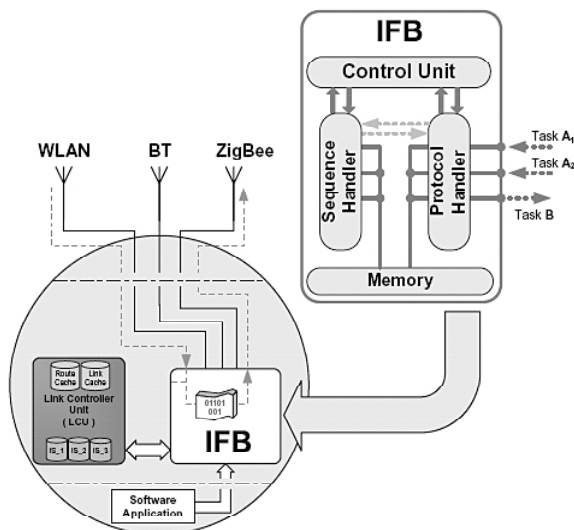 IFB
Control Unit
Sequence
Handler
Protocol
Handler
Task A1
Task A2
Task B
Memory
WLAN
BT
ZigBee
Route
Cache
Link
Cache
Link Controller
Unit
( LCU )
IS_1
IS_2
IS_3
01101
001
IFB
Software
Application